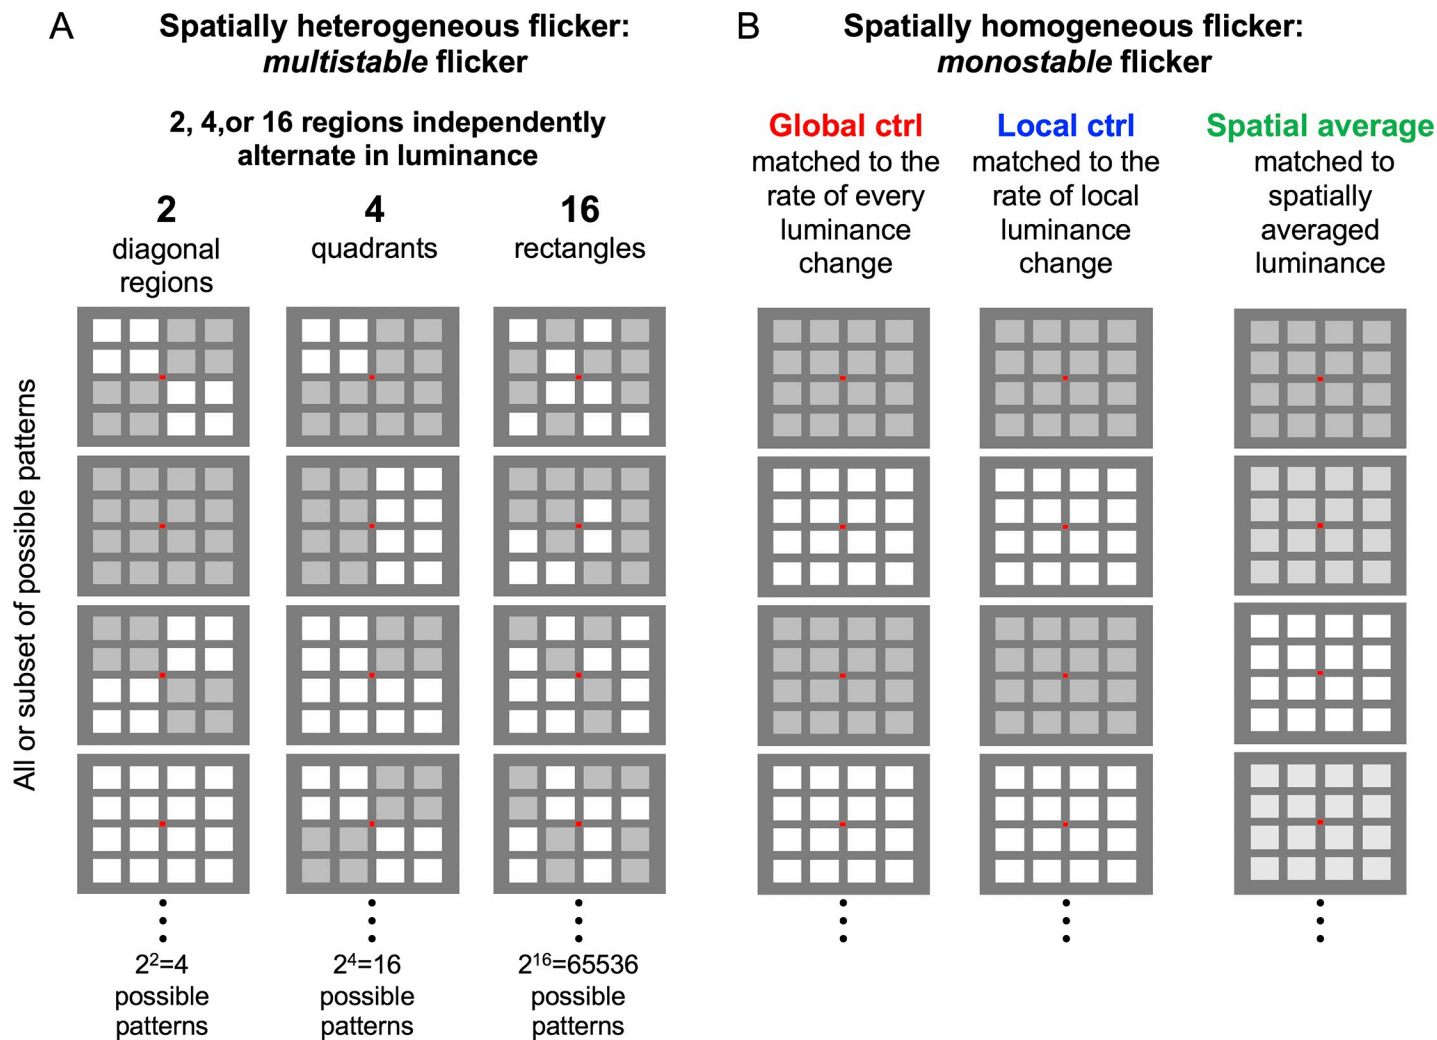 A
Spatially heterogeneous flicker:
multistable flicker
2, 4,or 16 regions independently
alternate in luminance
2
diagonal
regions
4
quadrants
16
rectangles
All or subset of possible patterns
2²=4
possible
patterns
2⁴=16
possible
patterns
2¹⁶=65536
possible
patterns
B
Spatially homogeneous flicker:
monostable flicker
Global ctrl
matched to the
rate of every
luminance
change
Local ctrl
matched to the
rate of local
luminance
change
Spatial average
matched to
spatially
averaged
luminance